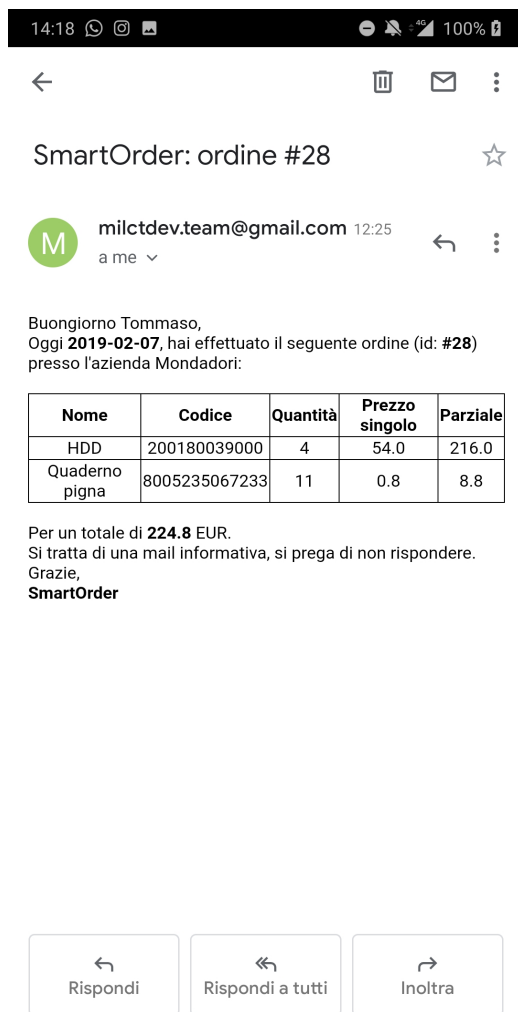 14:18 4G 100%
SmartOrder: ordine #28
M
milctdev.team@gmail.com 12:25
a me
Buongiorno Tommaso,
Oggi 2019-02-07, hai effettuato il seguente ordine (id: #28)
presso l'azienda Mondadori:
Nome Codice Quantità Prezzo singolo Parziale
HDD 200180039000 4 54.0 216.0
Quaderno pigna 8005235067233 11 0.8 8.8
Per un totale di 224.8 EUR.
Si tratta di una mail informativa, si prega di non rispondere.
Grazie,
SmartOrder
Rispondi Rispondi a tutti Inoltra